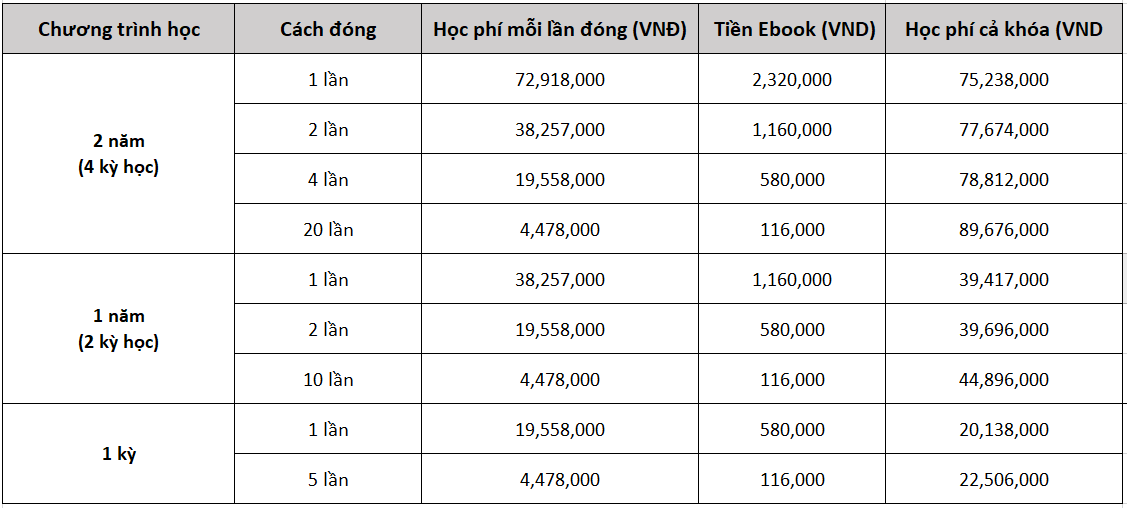 Chương trình học Cách đóng Học phí mỗi lần đóng (VNĐ) Tiền Ebook (VND) Học phí cả khóa (VND
2 năm
(4 kỳ học)
1 lần 72,918,000 2,320,000 75,238,000
2 lần 38,257,000 1,160,000 77,674,000
4 lần 19,558,000 580,000 78,812,000
20 lần 4,478,000 116,000 89,676,000
1 năm
(2 kỳ học)
1 lần 38,257,000 1,160,000 39,417,000
2 lần 19,558,000 580,000 39,696,000
10 lần 4,478,000 116,000 44,896,000
1 kỳ
1 lần 19,558,000 580,000 20,138,000
5 lần 4,478,000 116,000 22,506,000